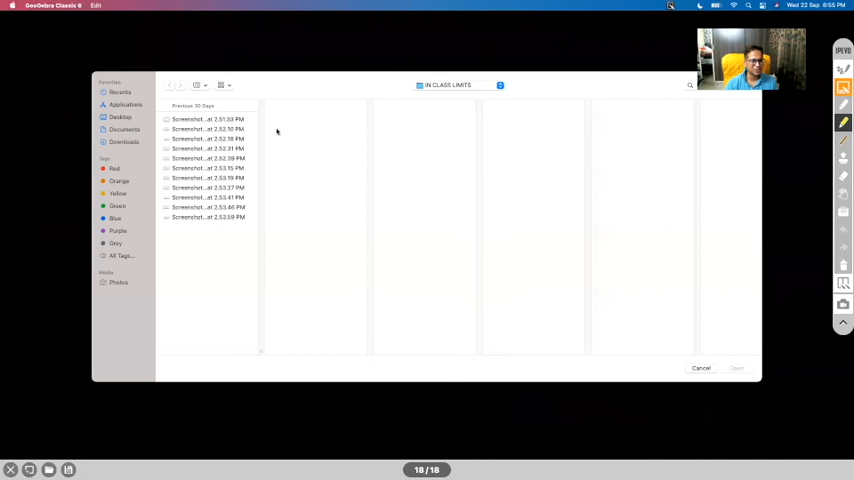 GeoGebra Classic 6 Edit
Wed 22 Sep 6:55 PM
IPEVO
IN CLASS LIMITS
Favorites
Recents
Applications
Desktop
Documents
Downloads
Tags
Red
Orange
Yellow
Green
Blue
Purple
Grey
All Tags...
Media
Photos
Previous 30 Days
Screenshot...at 2.51.33 PM
Screenshot...at 2.52.10 PM
Screenshot...at 2.52.18 PM
Screenshot...at 2.52.31 PM
Screenshot...at 2.52.39 PM
Screenshot...at 2.53.15 PM
Screenshot...at 2.53.19 PM
Screenshot...at 2.53.27 PM
Screenshot...at 2.53.41 PM
Screenshot...at 2.53.46 PM
Screenshot...at 2.53.59 PM
Cancel Open
18 / 18